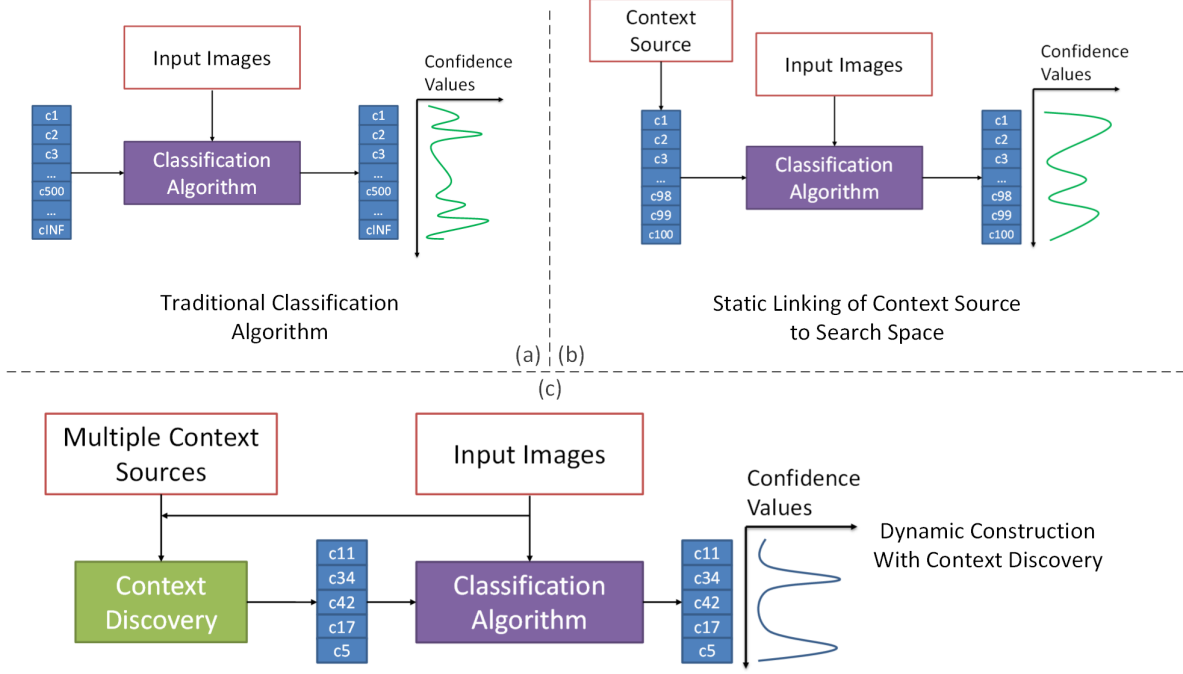 Input Images
Confidence
Values
c1
c2
c3
...
c500
...
cINF
Classification
Algorithm
c1
c2
c3
...
c500
...
cINF
Traditional Classification
Algorithm
(a)
Context
Source
Input Images
Confidence
Values
c1
c2
c3
...
c98
c99
c100
Classification
Algorithm
c1
c2
c3
...
c98
c99
c100
Static Linking of Context Source
to Search Space
(b)
(c)
Multiple Context
Sources
Input Images
Confidence
Values
Context
Discovery
c11
c34
c42
c17
c5
Classification
Algorithm
c11
c34
c42
c17
c5
Dynamic Construction
With Context Discovery